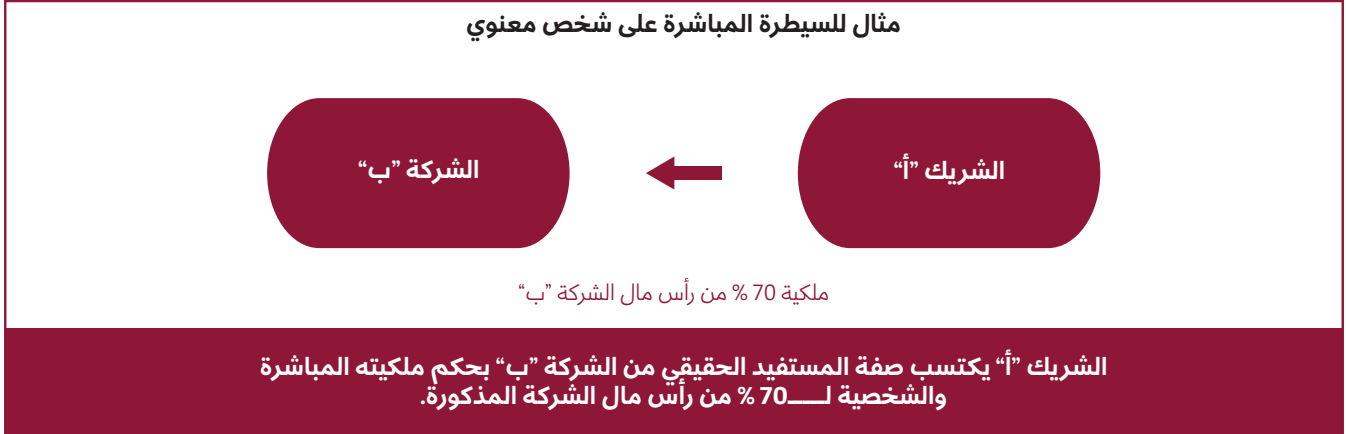 مثال للسيطرة المباشرة على شخص معنوي
الشريك ”أ“
الشركة ”ب“
ملكية 70 % من رأس مال الشركة ”ب“
الشريك ”أ“ يكتسب صفة المستفيد الحقيقي من الشركة ”ب“ بحكم ملكيته المباشرة
والشخصية لـــــ70 % من رأس مال الشركة المذكورة.